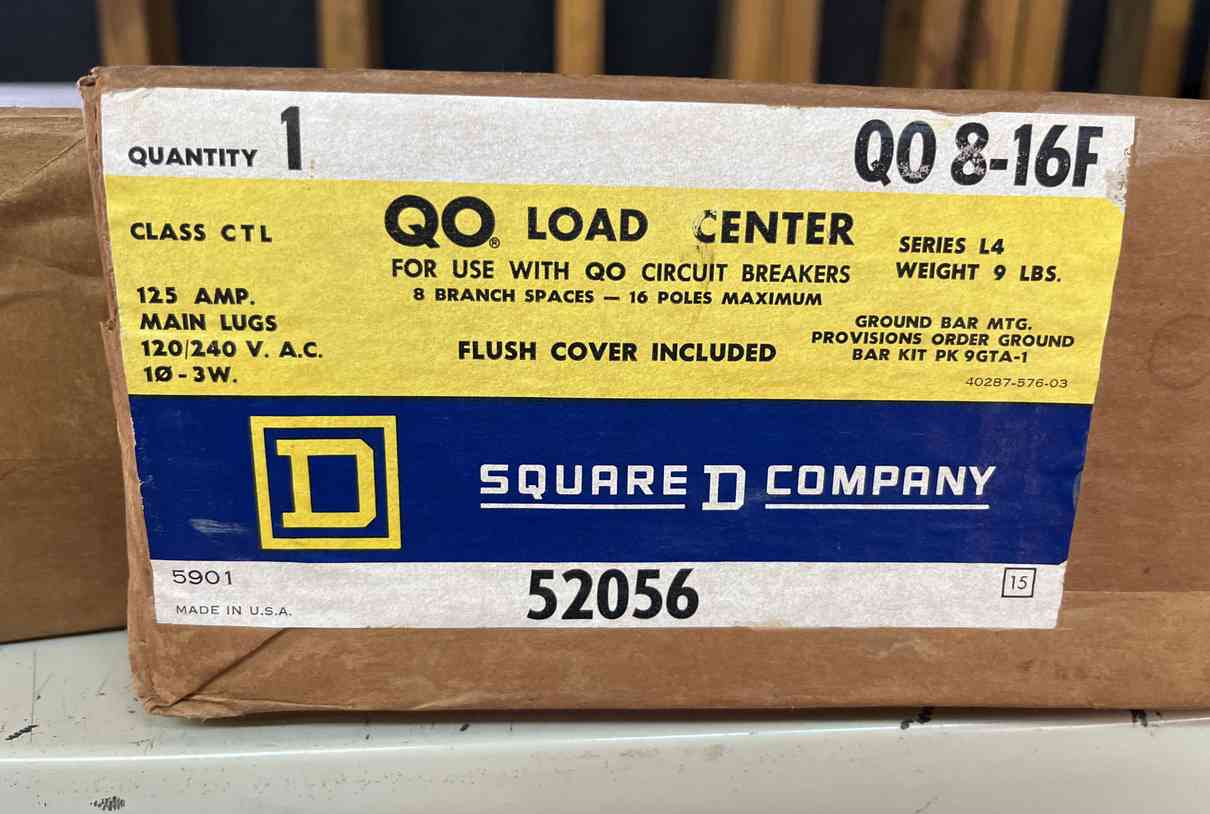 QUANTITY 1
QO 8-16F
CLASS CTL
125 AMP.
MAIN LUGS
120/240 V. A.C.
1Ø-3W.
QO® LOAD CENTER
FOR USE WITH QO CIRCUIT BREAKERS
8 BRANCH SPACES — 16 POLES MAXIMUM
FLUSH COVER INCLUDED
SERIES L4
WEIGHT 9 LBS.
GROUND BAR MTG.
PROVISIONS ORDER GROUND
BAR KIT PK 9GTA-1
40287-576-03
D
SQUARE D COMPANY
5901
MADE IN U.S.A.
52056
15